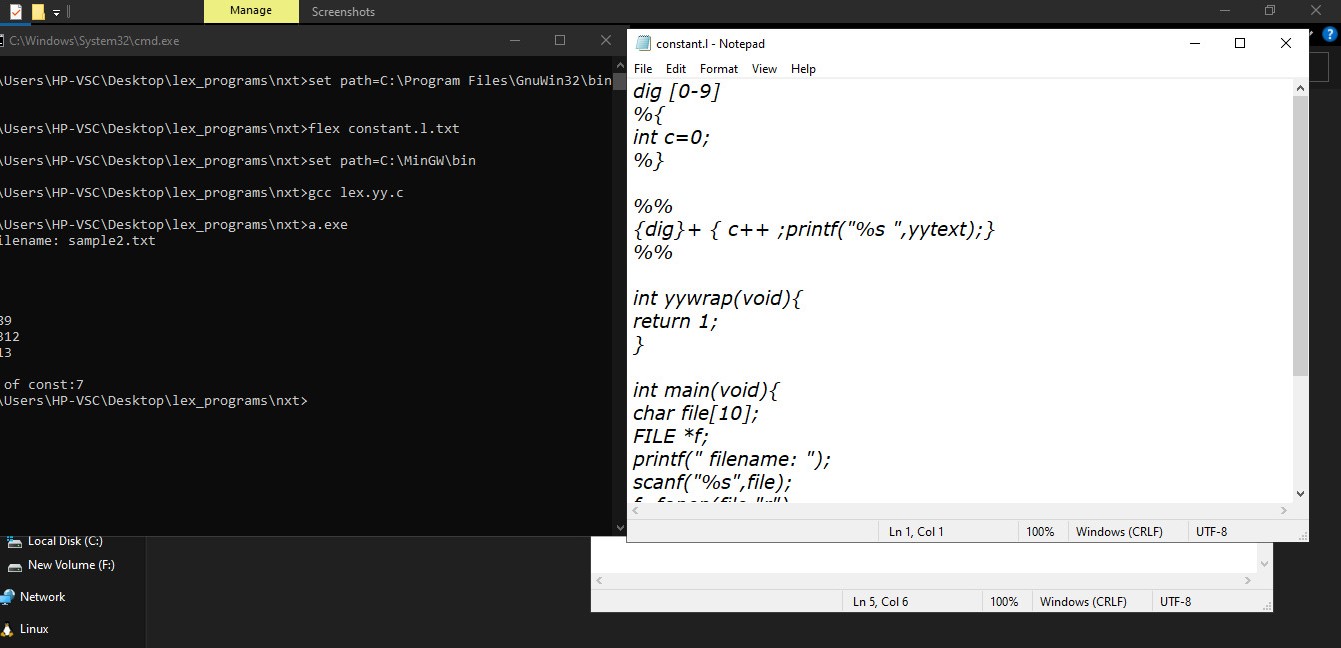 Manage
Screenshots
C:\Windows\System32\cmd.exe
\Users\HP-VSC\Desktop\lex_programs\nxt>set path=C:\Program Files\GnuWin32\bin
\Users\HP-VSC\Desktop\lex_programs\nxt>flex constant.l.txt
\Users\HP-VSC\Desktop\lex_programs\nxt>set path=C:\MinGW\bin
\Users\HP-VSC\Desktop\lex_programs\nxt>gcc lex.yy.c
\Users\HP-VSC\Desktop\lex_programs\nxt>a.exe
ilename: sample2.txt
89
312
13
of const:7
\Users\HP-VSC\Desktop\lex_programs\nxt>
constant.l - Notepad
File Edit Format View Help
dig [0-9]
%{
int c=0;
%}
%%
{dig}+ { c++ ;printf("%s ",yytext);}
%%
int yywrap(void){
return 1;
}
int main(void){
char file[10];
FILE *f;
printf(" filename: ");
scanf("%s",file);
Ln 1, Col 1 100% Windows (CRLF) UTF-8
Ln 5, Col 6 100% Windows (CRLF) UTF-8
Local Disk (C:)
New Volume (F:)
Network
Linux